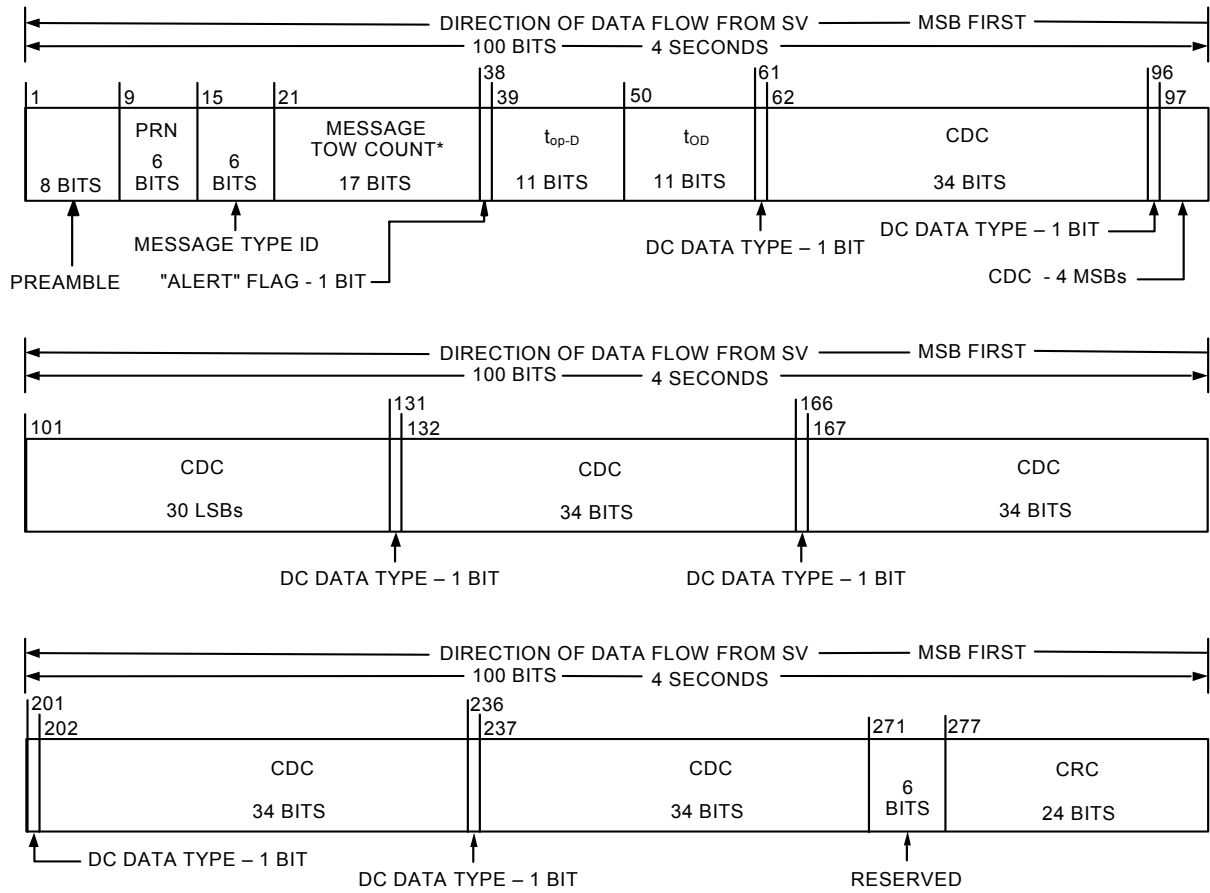 DIRECTION OF DATA FLOW FROM SV MSB FIRST
100 BITS 4 SECONDS
38 61 96
1 9 15 21 39 50 62 97
PRN MESSAGE t_op-D t_OD CDC
TOW COUNT*
6 6
8 BITS BITS BITS 17 BITS 11 BITS 11 BITS 34 BITS
DC DATA TYPE – 1 BIT
MESSAGE TYPE ID DC DATA TYPE – 1 BIT
PREAMBLE "ALERT" FLAG - 1 BIT CDC - 4 MSBs
DIRECTION OF DATA FLOW FROM SV MSB FIRST
100 BITS 4 SECONDS
131 166
101 132 167
CDC CDC CDC
30 LSBs 34 BITS 34 BITS
DC DATA TYPE – 1 BIT DC DATA TYPE – 1 BIT
DIRECTION OF DATA FLOW FROM SV MSB FIRST
100 BITS 4 SECONDS
201 236
202 237 271 277
CDC CDC CRC
6
34 BITS 34 BITS BITS 24 BITS
DC DATA TYPE – 1 BIT
DC DATA TYPE – 1 BIT RESERVED